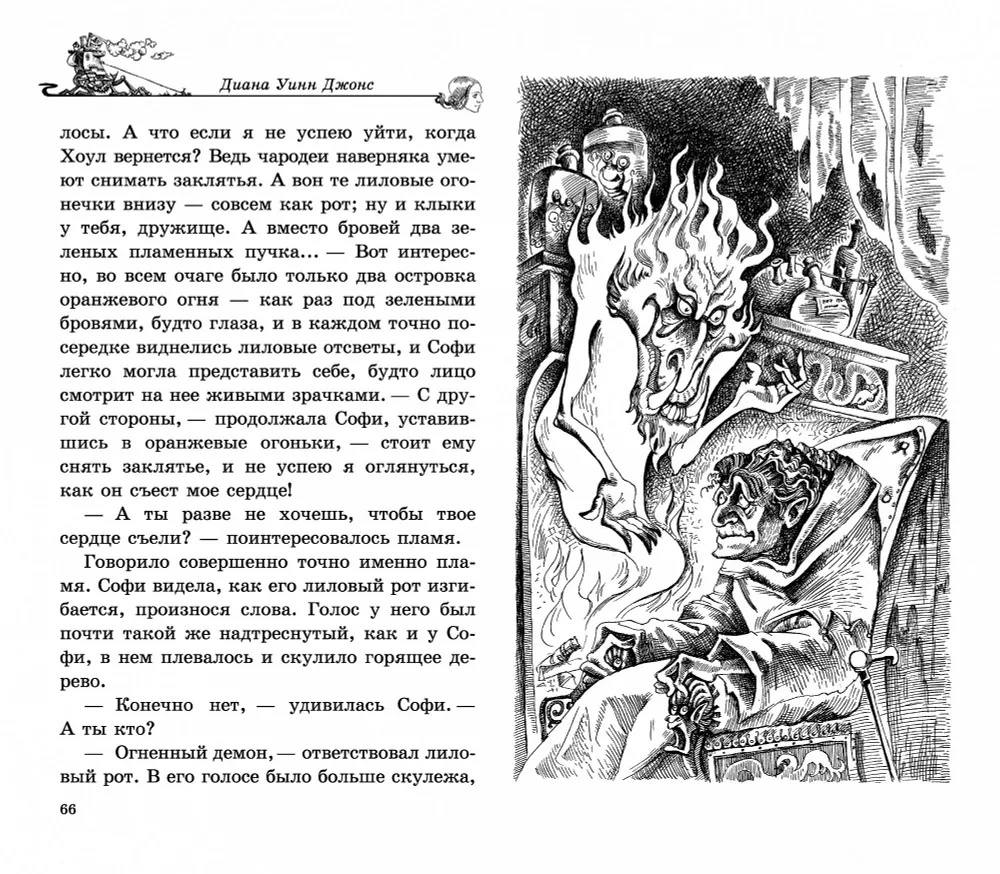 Диана Уинн Джонс
лосы. А что если я не успею уйти, когда
Хоул вернется? Ведь чародеи наверняка уме-
ют снимать заклятья. А вон те лиловые ого-
нечки внизу — совсем как рот; ну и клыки
у тебя, дружище. А вместо бровей два зе-
леных пламенных пучка... — Вот интерес-
но, во всем очаге было только два островка
оранжевого огня — как раз под зелеными
бровями, будто глаза, и в каждом точно по-
середке виднелись лиловые отсветы, и Софи
легко могла представить себе, будто лицо
смотрит на нее живыми зрачками. — С дру-
гой стороны, — продолжала Софи, уставив-
шись в оранжевые огоньки, — стоит ему
снять заклятье, и не успею я оглянуться,
как он съест мое сердце!
— А ты разве не хочешь, чтобы твое
сердце съели? — поинтересовалось пламя.
Говорило совершенно точно именно пла-
мя. Софи видела, как его лиловый рот изги-
бается, произнося слова. Голос у него был
почти такой же надтреснутый, как и у Со-
фи, в нем плевалось и скулило горящее де-
рево.
— Конечно нет, — удивилась Софи. —
А ты кто?
— Огненный демон, — ответствовал лило-
вый рот. В его голосе было больше скулежа,
66